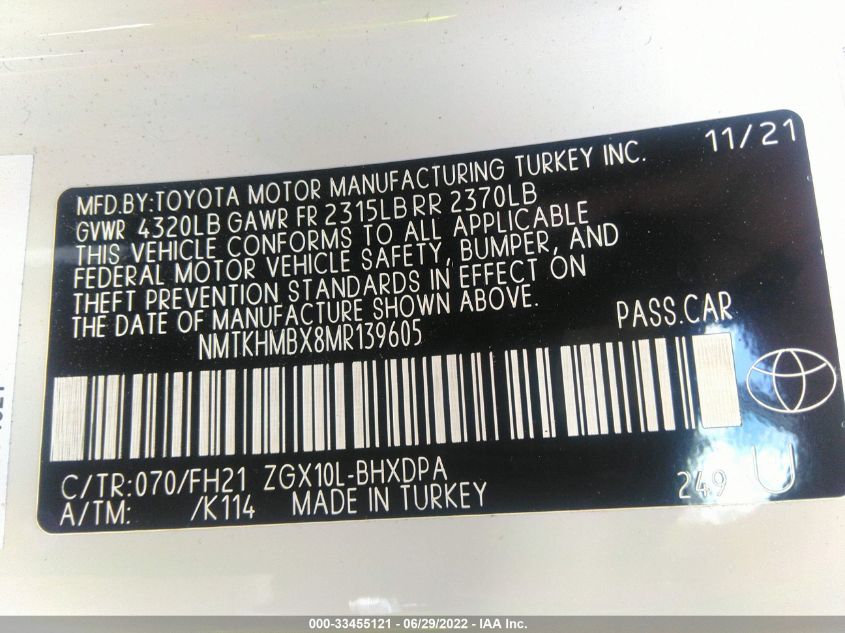 11/21
MFD.BY:TOYOTA MOTOR MANUFACTURING TURKEY INC.
GVWR 4320LB GAWR FR 2315LB RR 2370LB
THIS VEHICLE CONFORMS TO ALL APPLICABLE
FEDERAL MOTOR VEHICLE SAFETY, BUMPER, AND
THEFT PREVENTION STANDARDS IN EFFECT ON
THE DATE OF MANUFACTURE SHOWN ABOVE.
NMTKHMBX8MR139605 PASS.CAR
C/TR:070/FH21 ZGX10L-BHXDPA
A/TM: /K114 MADE IN TURKEY 249 U
000-33455121 - 06/29/2022 - IAA Inc.